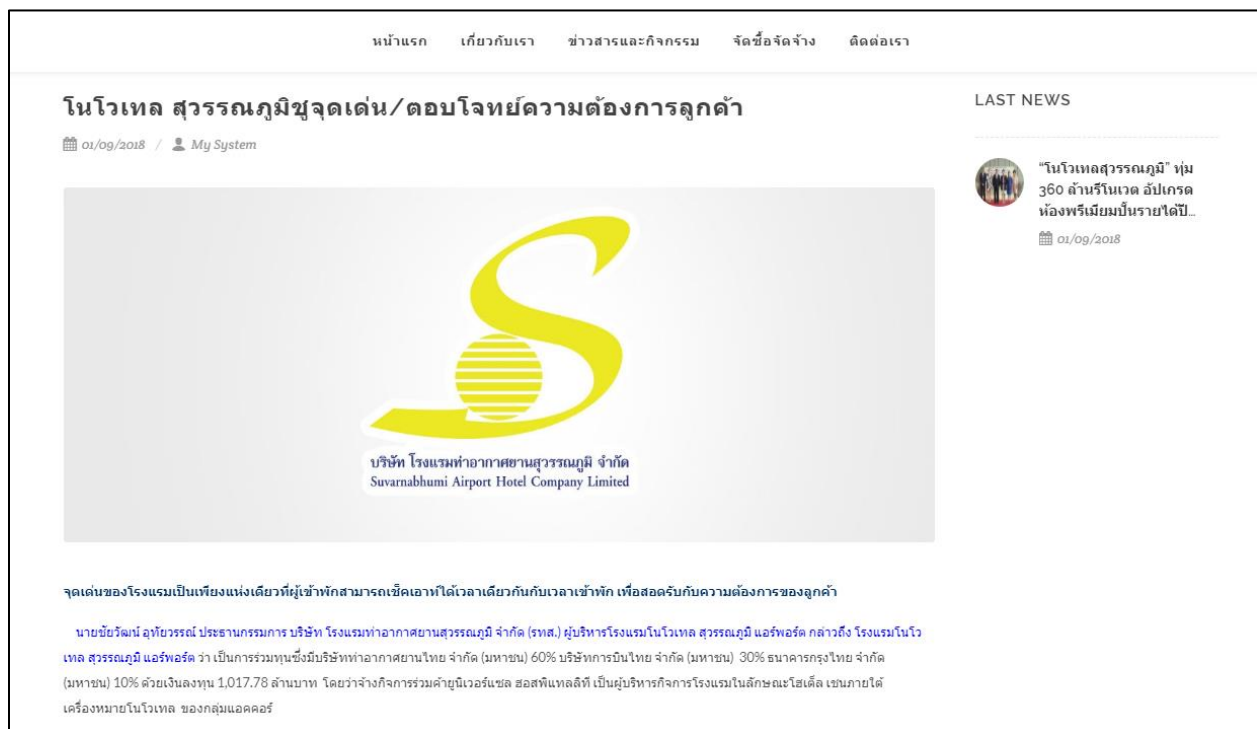 หน้าแรก เกี่ยวกับเรา ข่าวสารและกิจกรรม จัดซื้อจัดจ้าง ติดต่อเรา
โนโวเทล สุวรรณภูมิชูจุดเด่น/ตอบโจทย์ความต้องการลูกค้า
01/09/2018 / My System
บริษัท โรงแรมท่าอากาศยานสุวรรณภูมิ จำกัด
Suvarnabhumi Airport Hotel Company Limited
จุดเด่นของโรงแรมเป็นเพียงแห่งเดียวที่ผู้เข้าพักสามารถเช็คเอาท์ได้เวลาเดียวกันกับเวลาเข้าพัก เพื่อสอดรับกับความต้องการของลูกค้า
นายชัยวัฒน์ อุทัยวรรณ์ ประธานกรรมการ บริษัท โรงแรมท่าอากาศยานสุวรรณภูมิ จำกัด (รทส.) ผู้บริหารโรงแรมโนโวเทล สุวรรณภูมิ แอร์พอร์ต กล่าวถึง โรงแรมโนโว
เทล สุวรรณภูมิ แอร์พอร์ต ว่า เป็นการร่วมทุนซึ่งมีบริษัทท่าอากาศยานไทย จำกัด (มหาชน) 60% บริษัทการบินไทย จำกัด (มหาชน) 30% ธนาคารกรุงไทย จำกัด
(มหาชน) 10% ด้วยเงินลงทุน 1,017.78 ล้านบาท โดยว่าจ้างกิจการร่วมค้ายูนิเวอร์แซล ฮอสพิแทลลิที เป็นผู้บริหารกิจการโรงแรมในลักษณะโฮเต็ล เชนภายใต้
เครื่องหมายโนโวเทล ของกลุ่มแอคคอร์
LAST NEWS
“โนโวเทลสุวรรณภูมิ” ทุ่ม
360 ล้านรีโนเวต อัปเกรด
ห้องพรีเมียมปั้นรายได้ปี...
01/09/2018